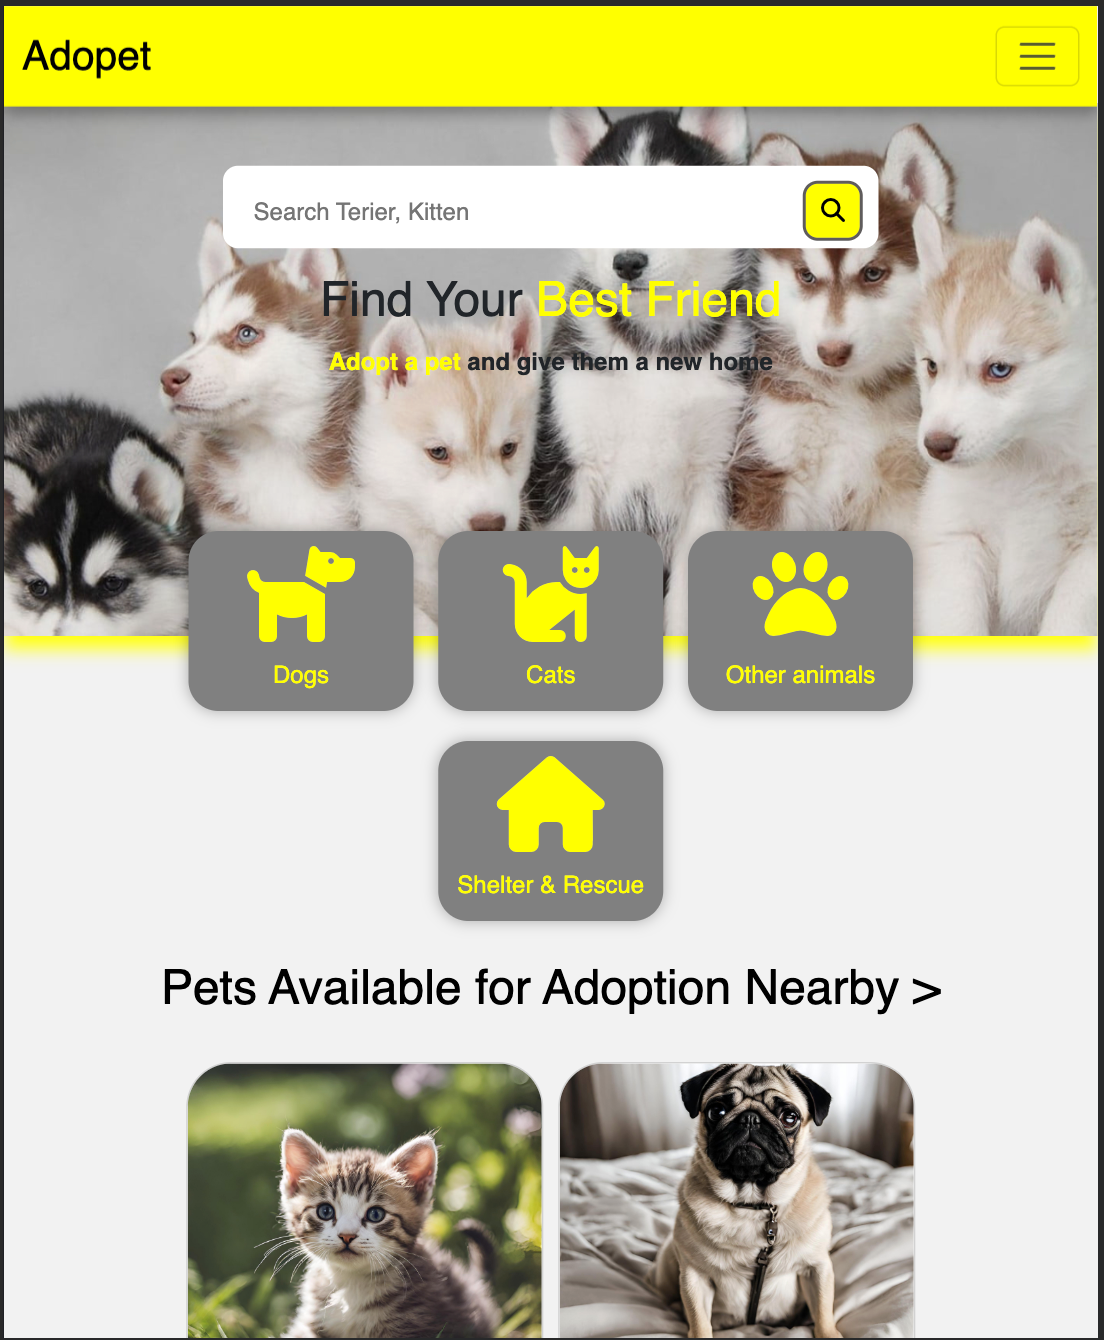 Adopet
Search Terier, Kitten
Find Your Best Friend
Adopt a pet and give them a new home
Dogs
Cats
Other animals
Shelter & Rescue
Pets Available for Adoption Nearby >